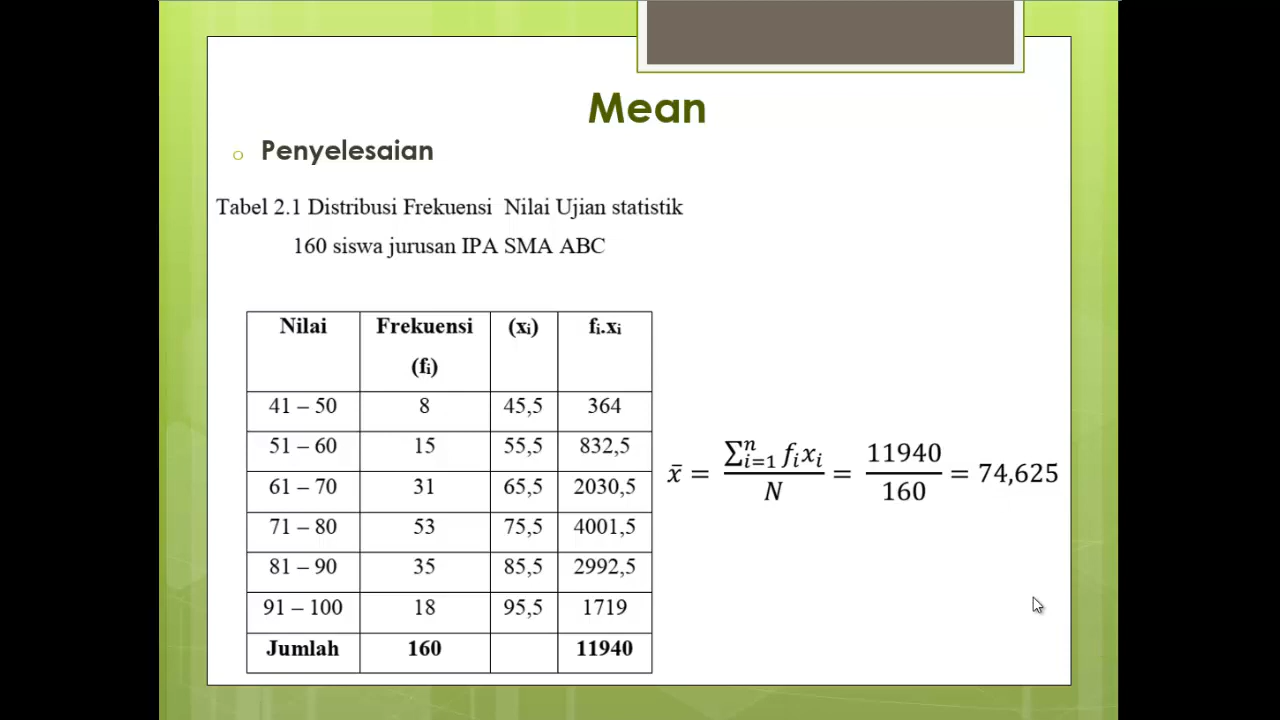 Mean
o Penyelesaian
Tabel 2.1 Distribusi Frekuensi Nilai Ujian statistik
160 siswa jurusan IPA SMA ABC
Nilai Frekuensi (fᵢ) (xᵢ) fᵢ.xᵢ
41 – 50 8 45,5 364
51 – 60 15 55,5 832,5
61 – 70 31 65,5 2030,5
71 – 80 53 75,5 4001,5
81 – 90 35 85,5 2992,5
91 – 100 18 95,5 1719
Jumlah 160 11940
x̄ = ∑ⁿᵢ₌₁ fᵢxᵢ / N = 11940 / 160 = 74,625